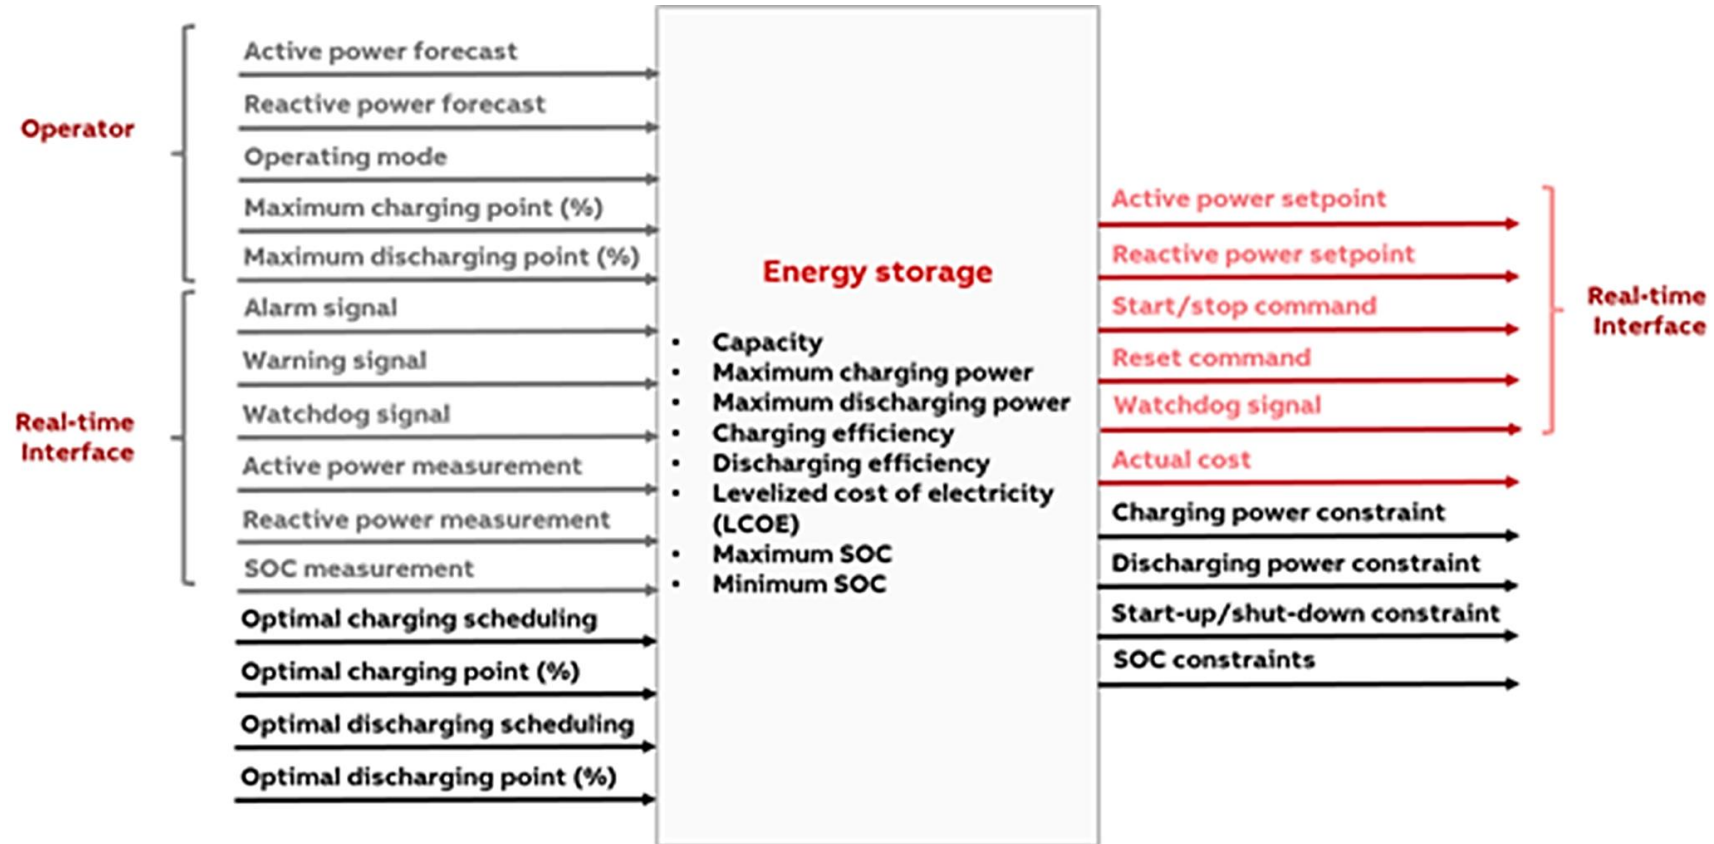 Operator
Active power forecast
Reactive power forecast
Operating mode
Maximum charging point (%)
Maximum discharging point (%)
Real-time
Interface
Alarm signal
Warning signal
Watchdog signal
Active power measurement
Reactive power measurement
SOC measurement
Optimal charging scheduling
Optimal charging point (%)
Optimal discharging scheduling
Optimal discharging point (%)
Energy storage
• Capacity
• Maximum charging power
• Maximum discharging power
• Charging efficiency
• Discharging efficiency
• Levelized cost of electricity
(LCOE)
• Maximum SOC
• Minimum SOC
Active power setpoint
Reactive power setpoint
Start/stop command
Reset command
Watchdog signal
Real-time
Interface
Actual cost
Charging power constraint
Discharging power constraint
Start-up/shut-down constraint
SOC constraints